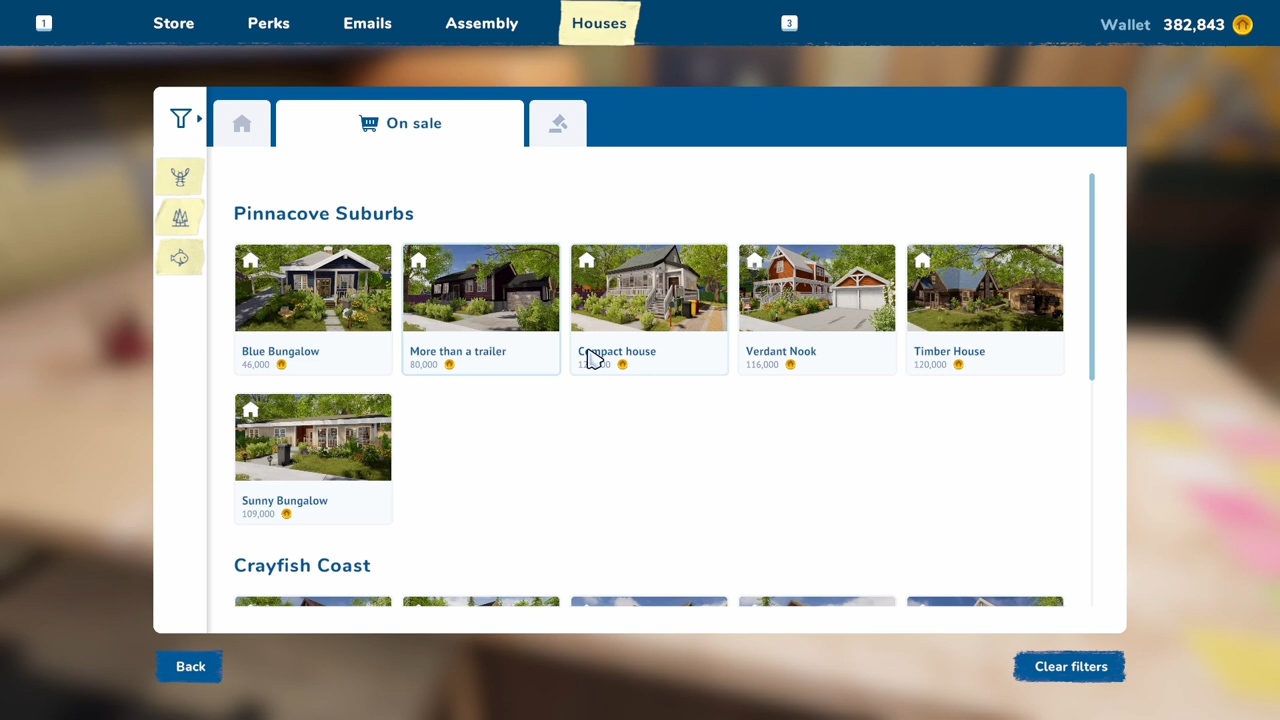 1
Store
Perks
Emails
Assembly
Houses
3
Wallet 382,843
On sale
Pinnacove Suburbs
Blue Bungalow
46,000
More than a trailer
80,000
house
Verdant Nook
116,000
Timber House
120,000
Sunny Bungalow
109,000
Crayfish Coast
Back
Clear filters